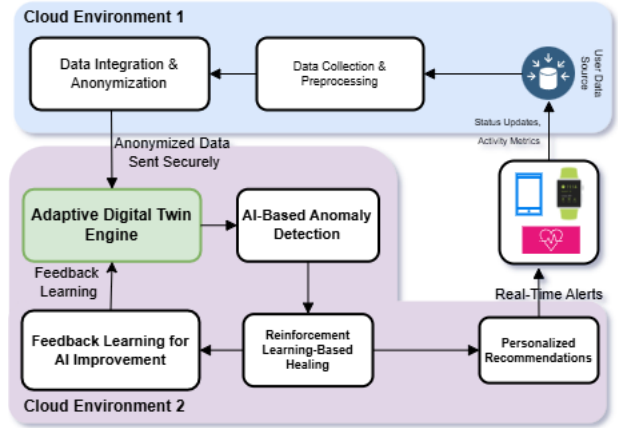 Cloud Environment 1
Data Integration &
Anonymization
Data Collection &
Preprocessing
User Data
Source
Status Updates,
Activity Metrics
Anonymized Data
Sent Securely
Adaptive Digital Twin
Engine
AI-Based Anomaly
Detection
Feedback
Learning
Real-Time Alerts
Feedback Learning for
AI Improvement
Reinforcement
Learning-Based
Healing
Personalized
Recommendations
Cloud Environment 2